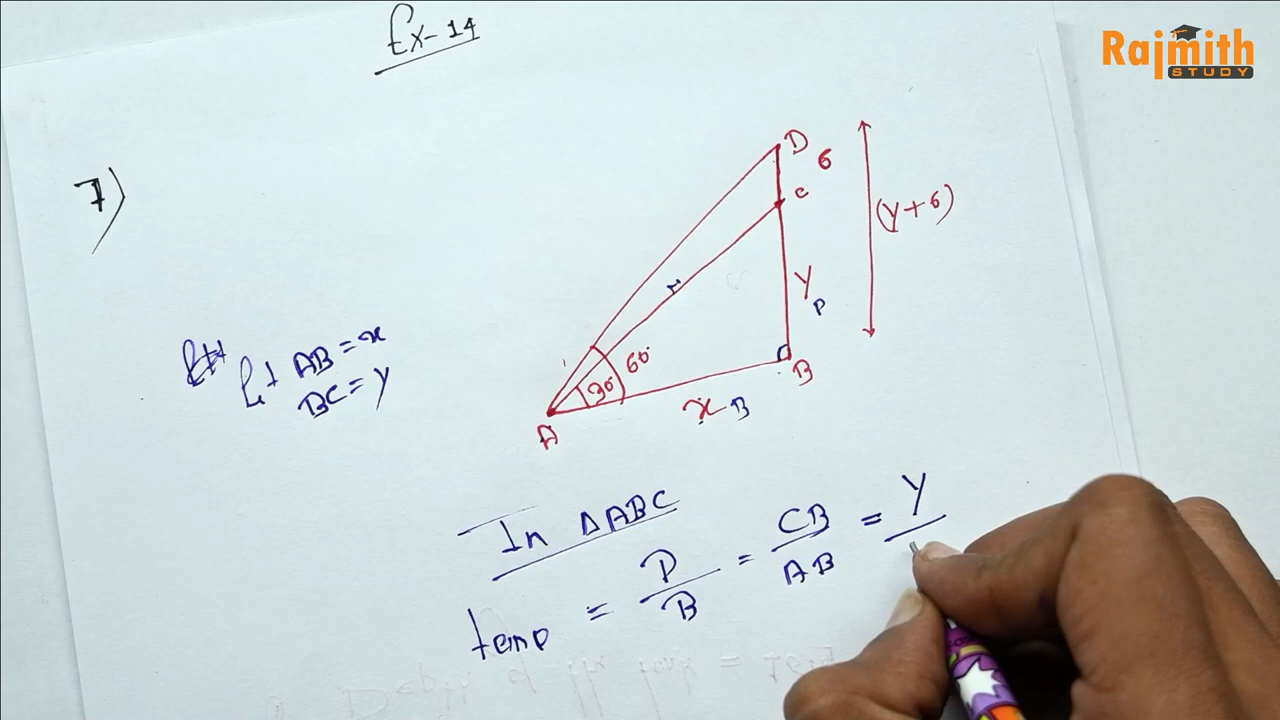 Ex-14
Rajmith
STUDY
7)
D
6
C
(y+6)
y
P
let AB=x
BC=y
60°
30°
B
x B
A
In ΔABC
tanθ = P/B = CB/AB = y/